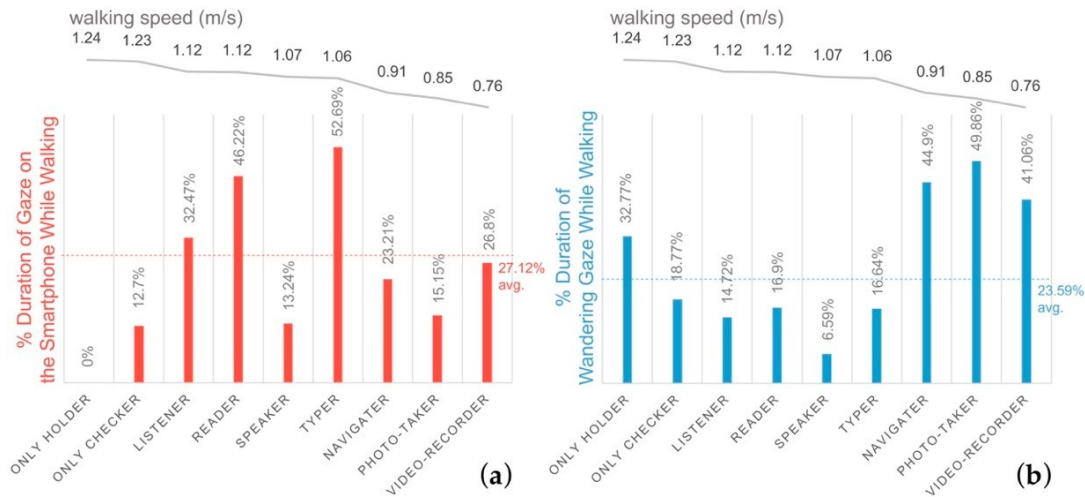 walking speed (m/s)
1.24 1.23 1.12 1.12 1.07 1.06 0.91 0.85 0.76
% Duration of Gaze on
the Smartphone While Walking
0%
12.7%
32.47%
46.22%
13.24%
52.69%
23.21%
15.15%
26.8%
27.12%
avg.
ONLY HOLDER
ONLY CHECKER
LISTENER
READER
SPEAKER
TYPER
NAVIGATER
PHOTO-TAKER
VIDEO-RECORDER
(a)
walking speed (m/s)
1.24 1.23 1.12 1.12 1.07 1.06 0.91 0.85 0.76
% Duration of
Wandering Gaze While Walking
32.77%
18.77%
14.72%
16.9%
6.59%
16.64%
44.9%
49.86%
41.06%
23.59%
avg.
ONLY HOLDER
ONLY CHECKER
LISTENER
READER
SPEAKER
TYPER
NAVIGATER
PHOTO-TAKER
VIDEO-RECORDER
(b)